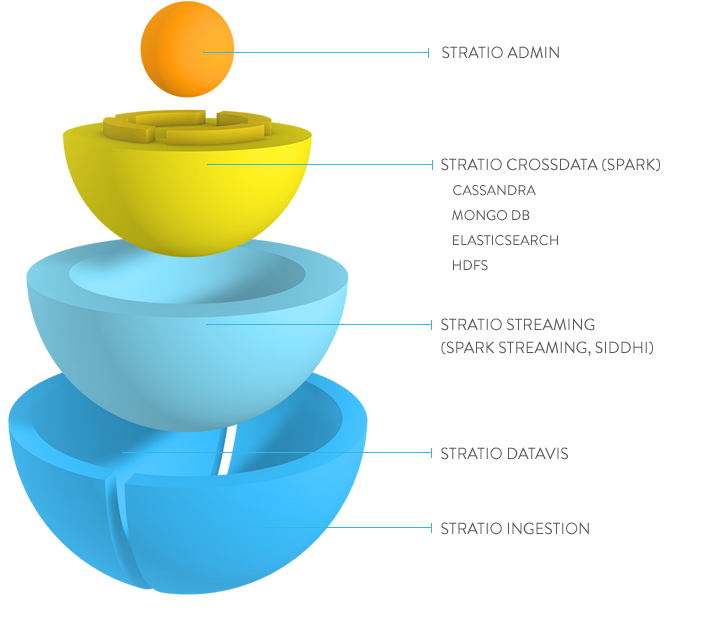 STRATIO ADMIN
STRATIO CROSSDATA (SPARK)
CASSANDRA
MONGO DB
ELASTICSEARCH
HDFS
STRATIO STREAMING
(SPARK STREAMING, SIDDHI)
STRATIO DATAVIS
STRATIO INGESTION